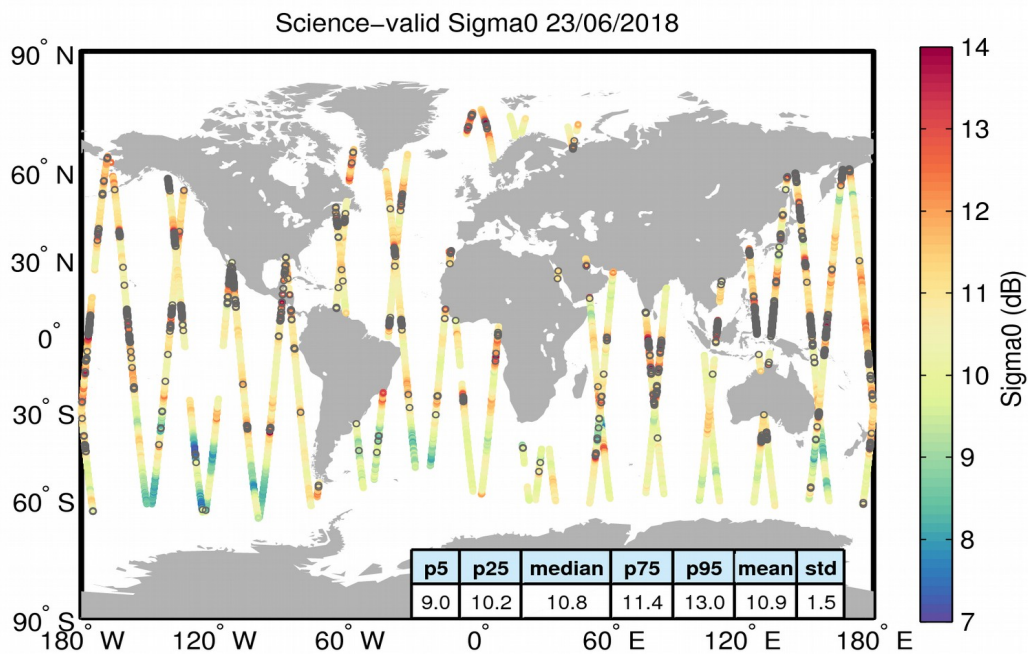 Science−valid Sigma0 23/06/2018
90° N
60° N
30° N
0°
30° S
60° S
90° S
180° W
120° W
60° W
0°
60° E
120° E
180° E
14
13
12
11
10
9
8
7
Sigma0 (dB)
p5 p25 median p75 p95 mean std
9.0 10.2 10.8 11.4 13.0 10.9 1.5